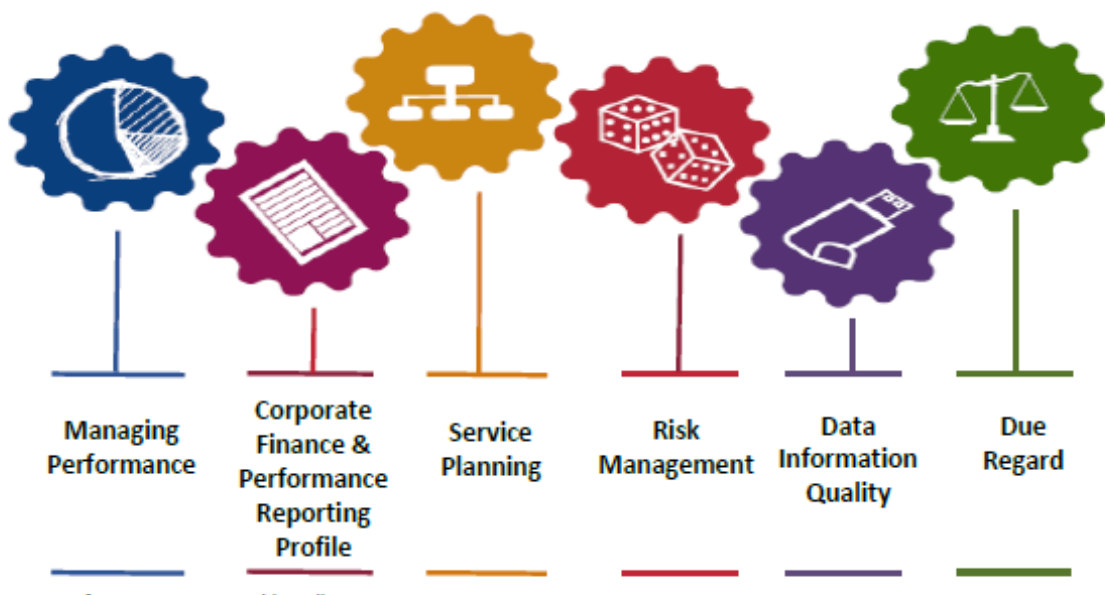 Managing
Performance
Corporate
Finance &
Performance
Reporting
Profile
Service
Planning
Risk
Management
Data
Information
Quality
Due
Regard